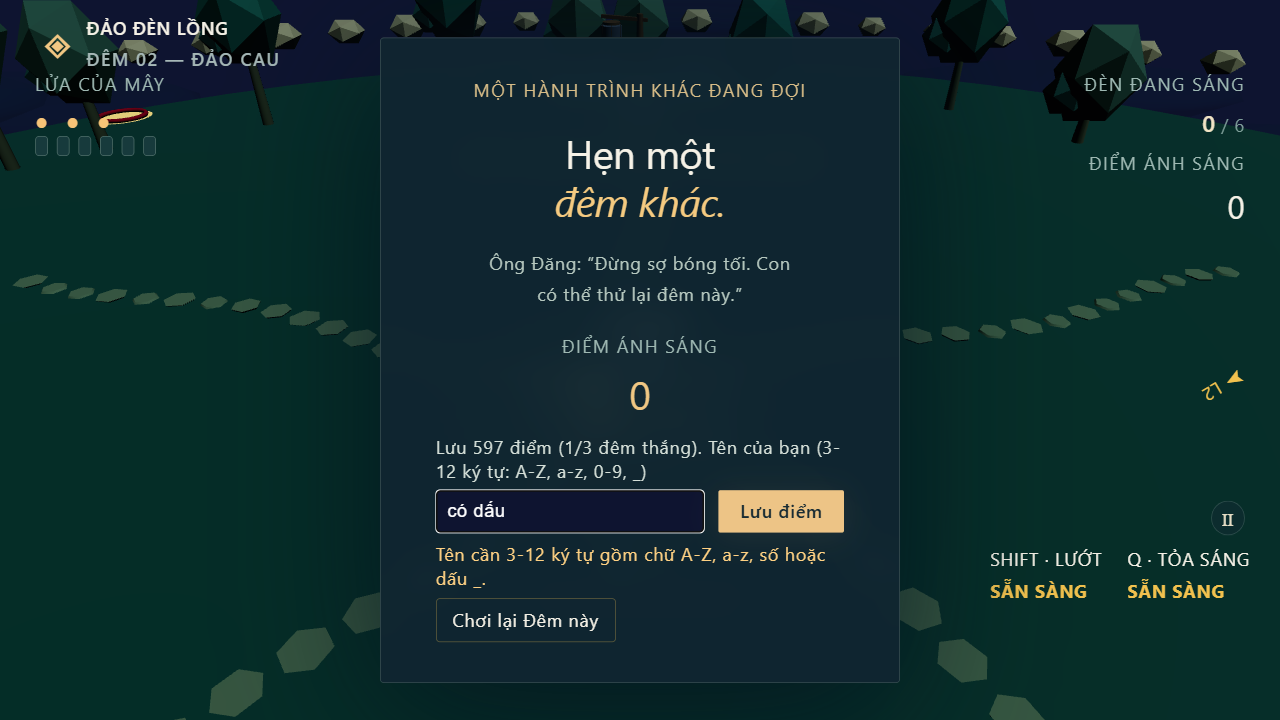 ĐẢO ĐÈN LỒNG
ĐÊM 02 — ĐẢO CAU
LỬA CỦA MÂY
ĐÈN ĐANG SÁNG
0 / 6
ĐIỂM ÁNH SÁNG
0
MỘT HÀNH TRÌNH KHÁC ĐANG ĐỢI
Hẹn một
đêm khác.
Ông Đăng: "Đừng sợ bóng tối. Con
có thể thử lại đêm này."
ĐIỂM ÁNH SÁNG
0
Lưu 597 điểm (1/3 đêm thắng). Tên của bạn (3-
12 ký tự: A-Z, a-z, 0-9, _)
có dấu
Lưu điểm
Tên cần 3-12 ký tự gồm chữ A-Z, a-z, số hoặc
dấu _.
Chơi lại Đêm này
L2
II
SHIFT · LƯỚT
SẴN SÀNG
Q · TỎA SÁNG
SẴN SÀNG